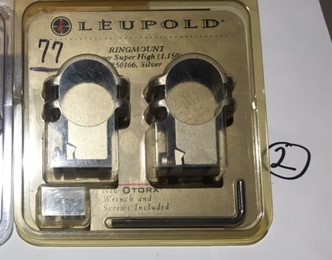 LEUPOLD
77
RINGMOUNT
Super High (1.150)
50166, Silver
2
TORX
Wrench and
Screws Included